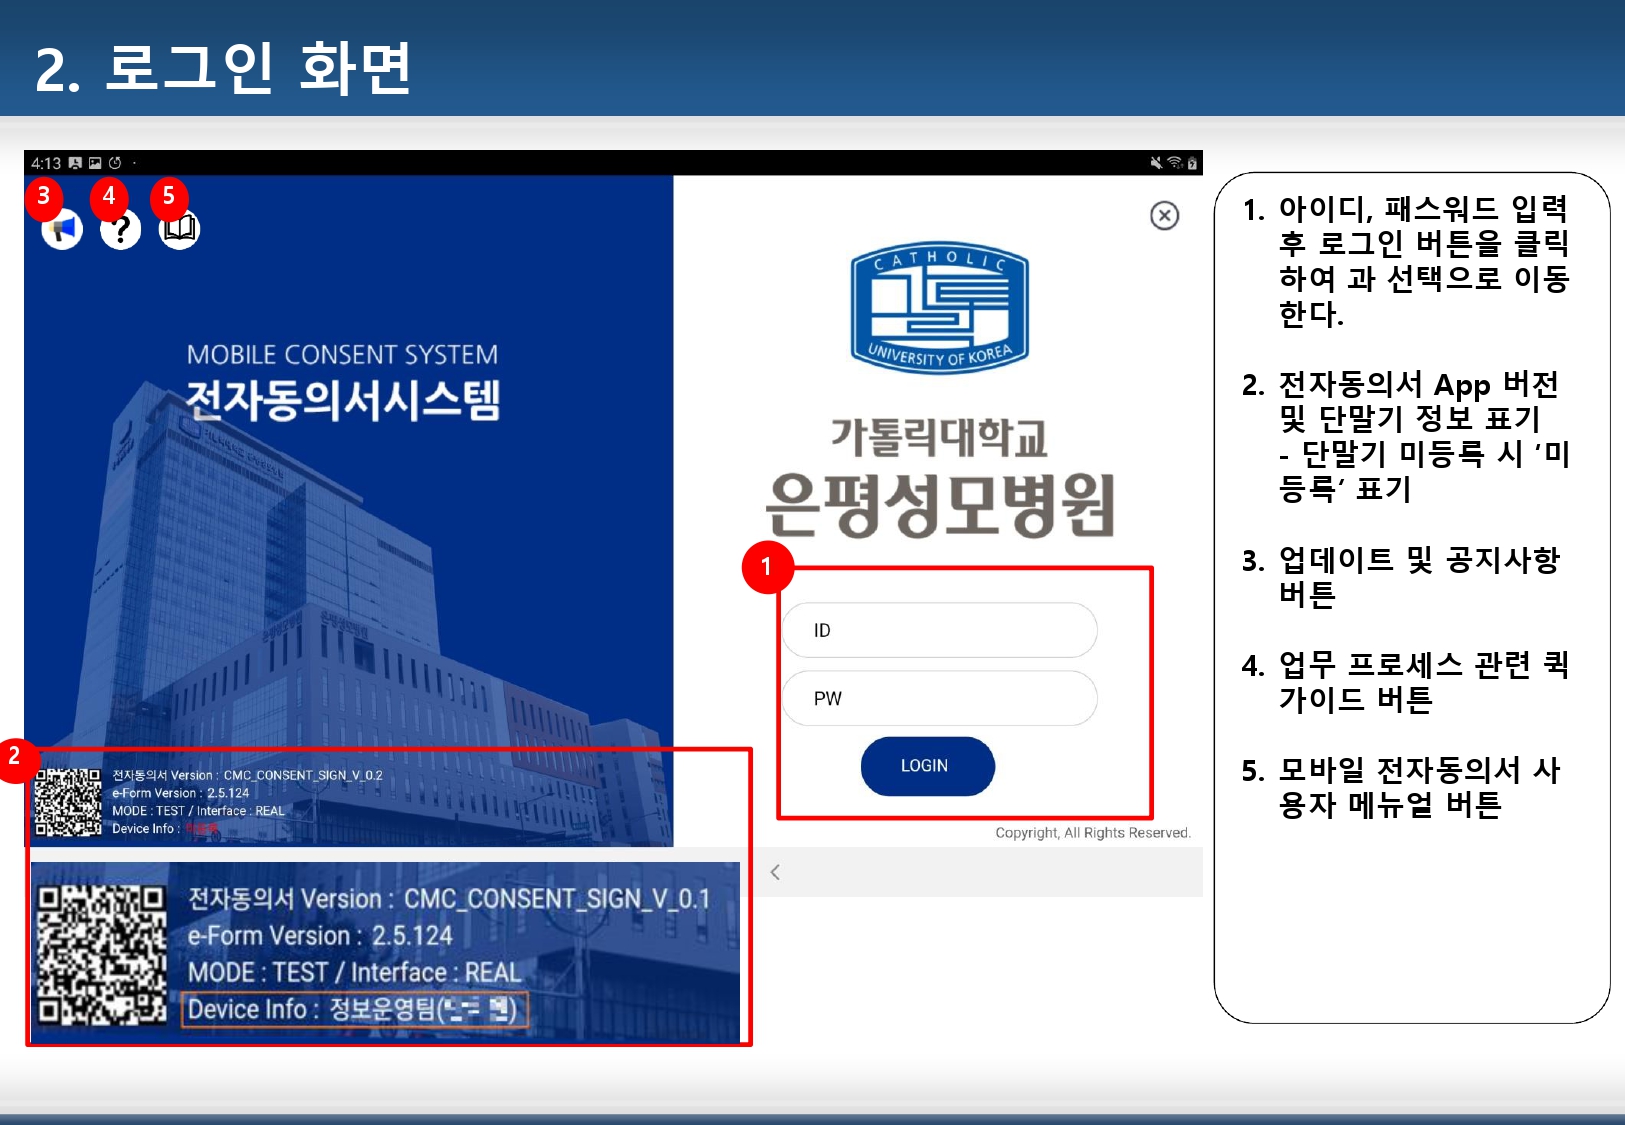 2. 로그인 화면
4:13
3
4
5
MOBILE CONSENT SYSTEM
전자동의서시스템
CATHOLIC
UNIVERSITY OF KOREA
가톨릭대학교
은평성모병원
1
ID
PW
LOGIN
Copyright, All Rights Reserved.
2
전자동의서 Version : CMC_CONSENT_SIGN_V_0.2
e-Form Version : 2.5.124
MODE : TEST / Interface : REAL
Device Info :
전자동의서 Version : CMC_CONSENT_SIGN_V_0.1
e-Form Version : 2.5.124
MODE : TEST / Interface : REAL
Device Info : 정보운영팀(
1. 아이디, 패스워드 입력
후 로그인 버튼을 클릭
하여 과 선택으로 이동
한다.
2. 전자동의서 App 버전
및 단말기 정보 표기
- 단말기 미등록 시 '미
등록' 표기
3. 업데이트 및 공지사항
버튼
4. 업무 프로세스 관련 퀵
가이드 버튼
5. 모바일 전자동의서 사
용자 메뉴얼 버튼